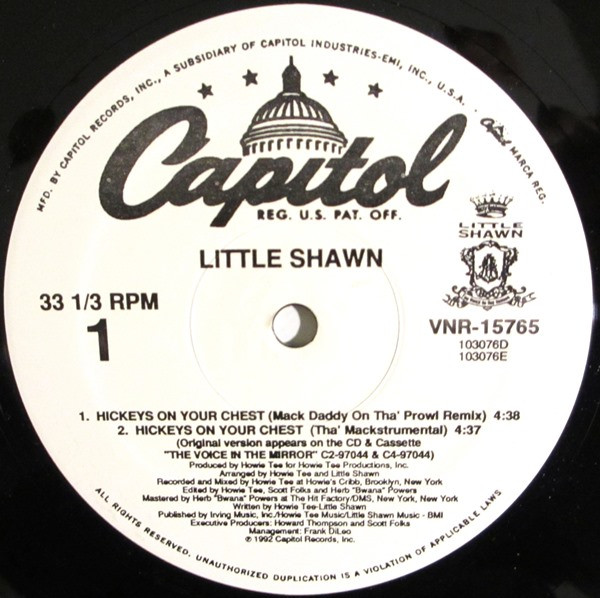 MFD. BY CAPITOL RECORDS, INC., A SUBSIDIARY OF CAPITOL INDUSTRIES-EMI, INC., U.S.A. · Capitol MARCA REG.
Capitol
REG. U.S. PAT. OFF.
LITTLE SHAWN
LITTLE
SHAWN
33 1/3 RPM
1
VNR-15765
103076D
103076E
1. HICKEYS ON YOUR CHEST (Mack Daddy On Tha' Prowl Remix) 4:38
2. HICKEYS ON YOUR CHEST (Tha' Mackstrumental) 4:37
(Original version appears on the CD & Cassette
"THE VOICE IN THE MIRROR" C2-97044 & C4-97044)
Produced by Howie Tee for Howie Tee Productions, Inc.
Arranged by Howie Tee and Little Shawn
Recorded and Mixed by Howie Tee at Howie's Cribb, Brooklyn, New York
Edited by Howie Tee, Scott Folks and Herb "Bwana" Powers
Mastered by Herb "Bwana" Powers at The Hit Factory/DMS, New York, New York
Written by Howie Tee-Little Shawn
Published by Irving Music, Inc./Howie Tee Music/Little Shawn Music - BMI
Executive Producers: Howard Thompson and Scott Folks
Management: Frank DiLeo
℗ 1992 Capitol Records, Inc.
ALL RIGHTS RESERVED. UNAUTHORIZED DUPLICATION IS A VIOLATION OF APPLICABLE LAWS